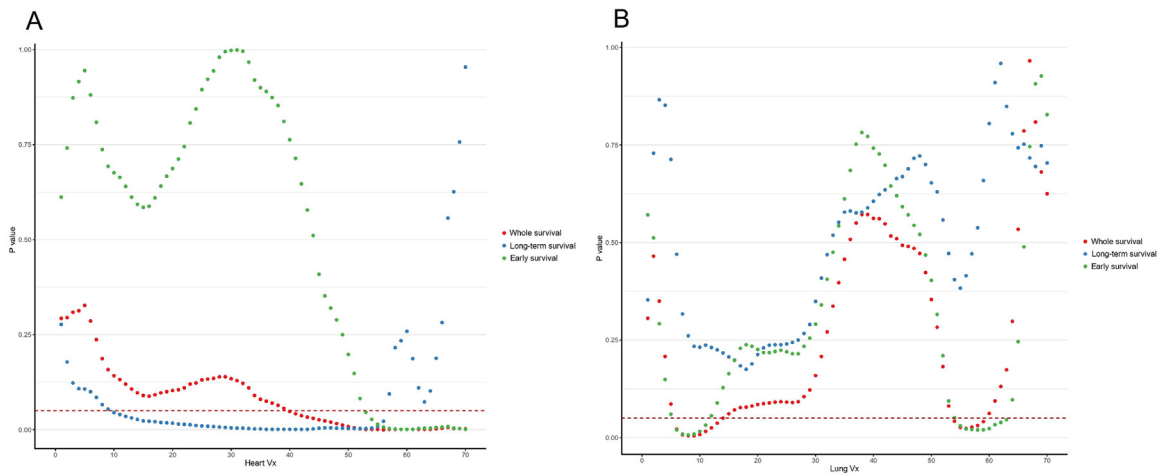 A
1.00
0.75
0.50
0.25
0.00
P value
0 10 20 30 40 50 60 70
Heart Vx
Whole survival
Long-term survival
Early survival
B
1.00
0.75
0.50
0.25
0.00
P value
0 10 20 30 40 50 60 70
Lung Vx
Whole survival
Long-term survival
Early survival